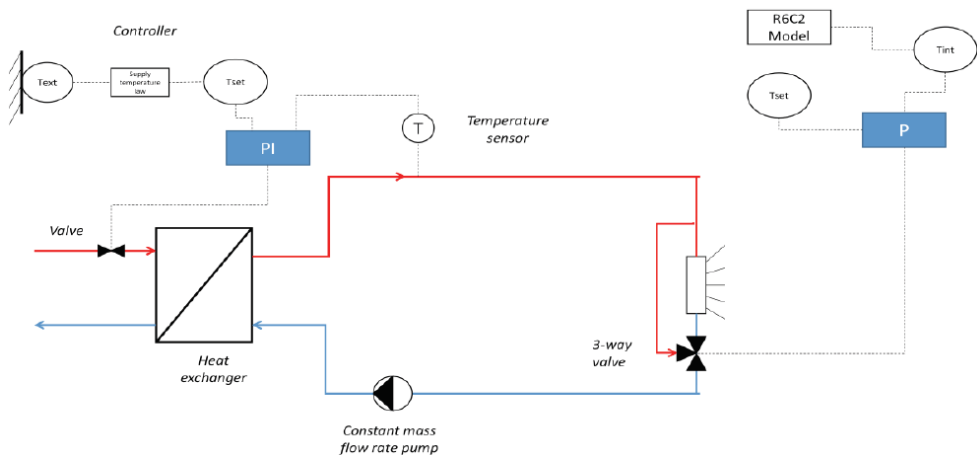 Controller
Text
Supply
temperature
law
Tset
PI
T
Temperature
sensor
R6C2
Model
Tint
Tset
P
Valve
Heat
exchanger
3-way
valve
Constant mass
flow rate pump